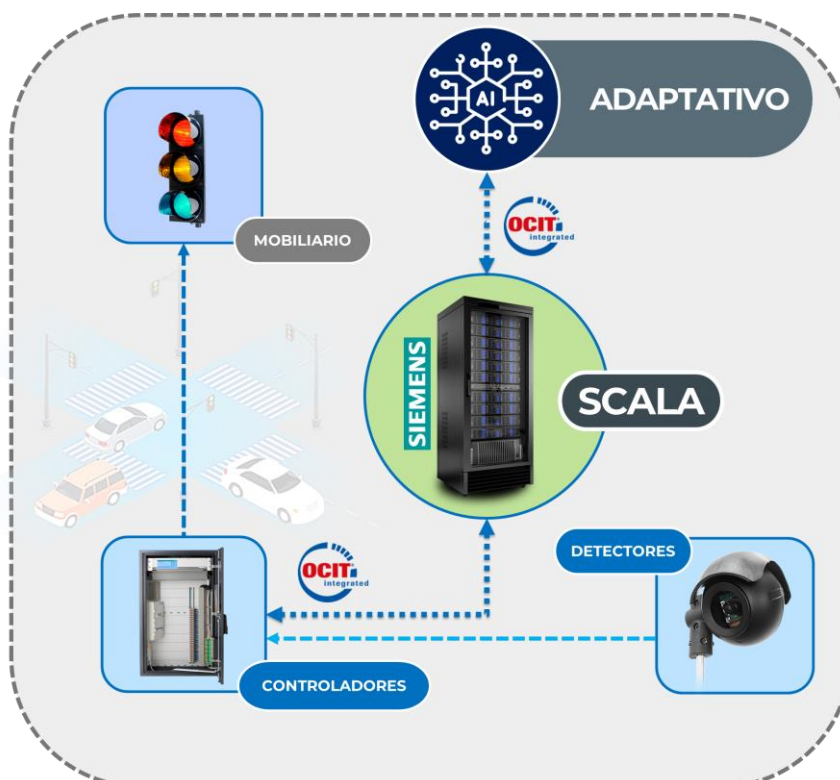 AI
ADAPTATIVO
OCIT
integrated
MOBILIARIO
SIEMENS
SCALA
DETECTORES
OCIT
integrated
CONTROLADORES